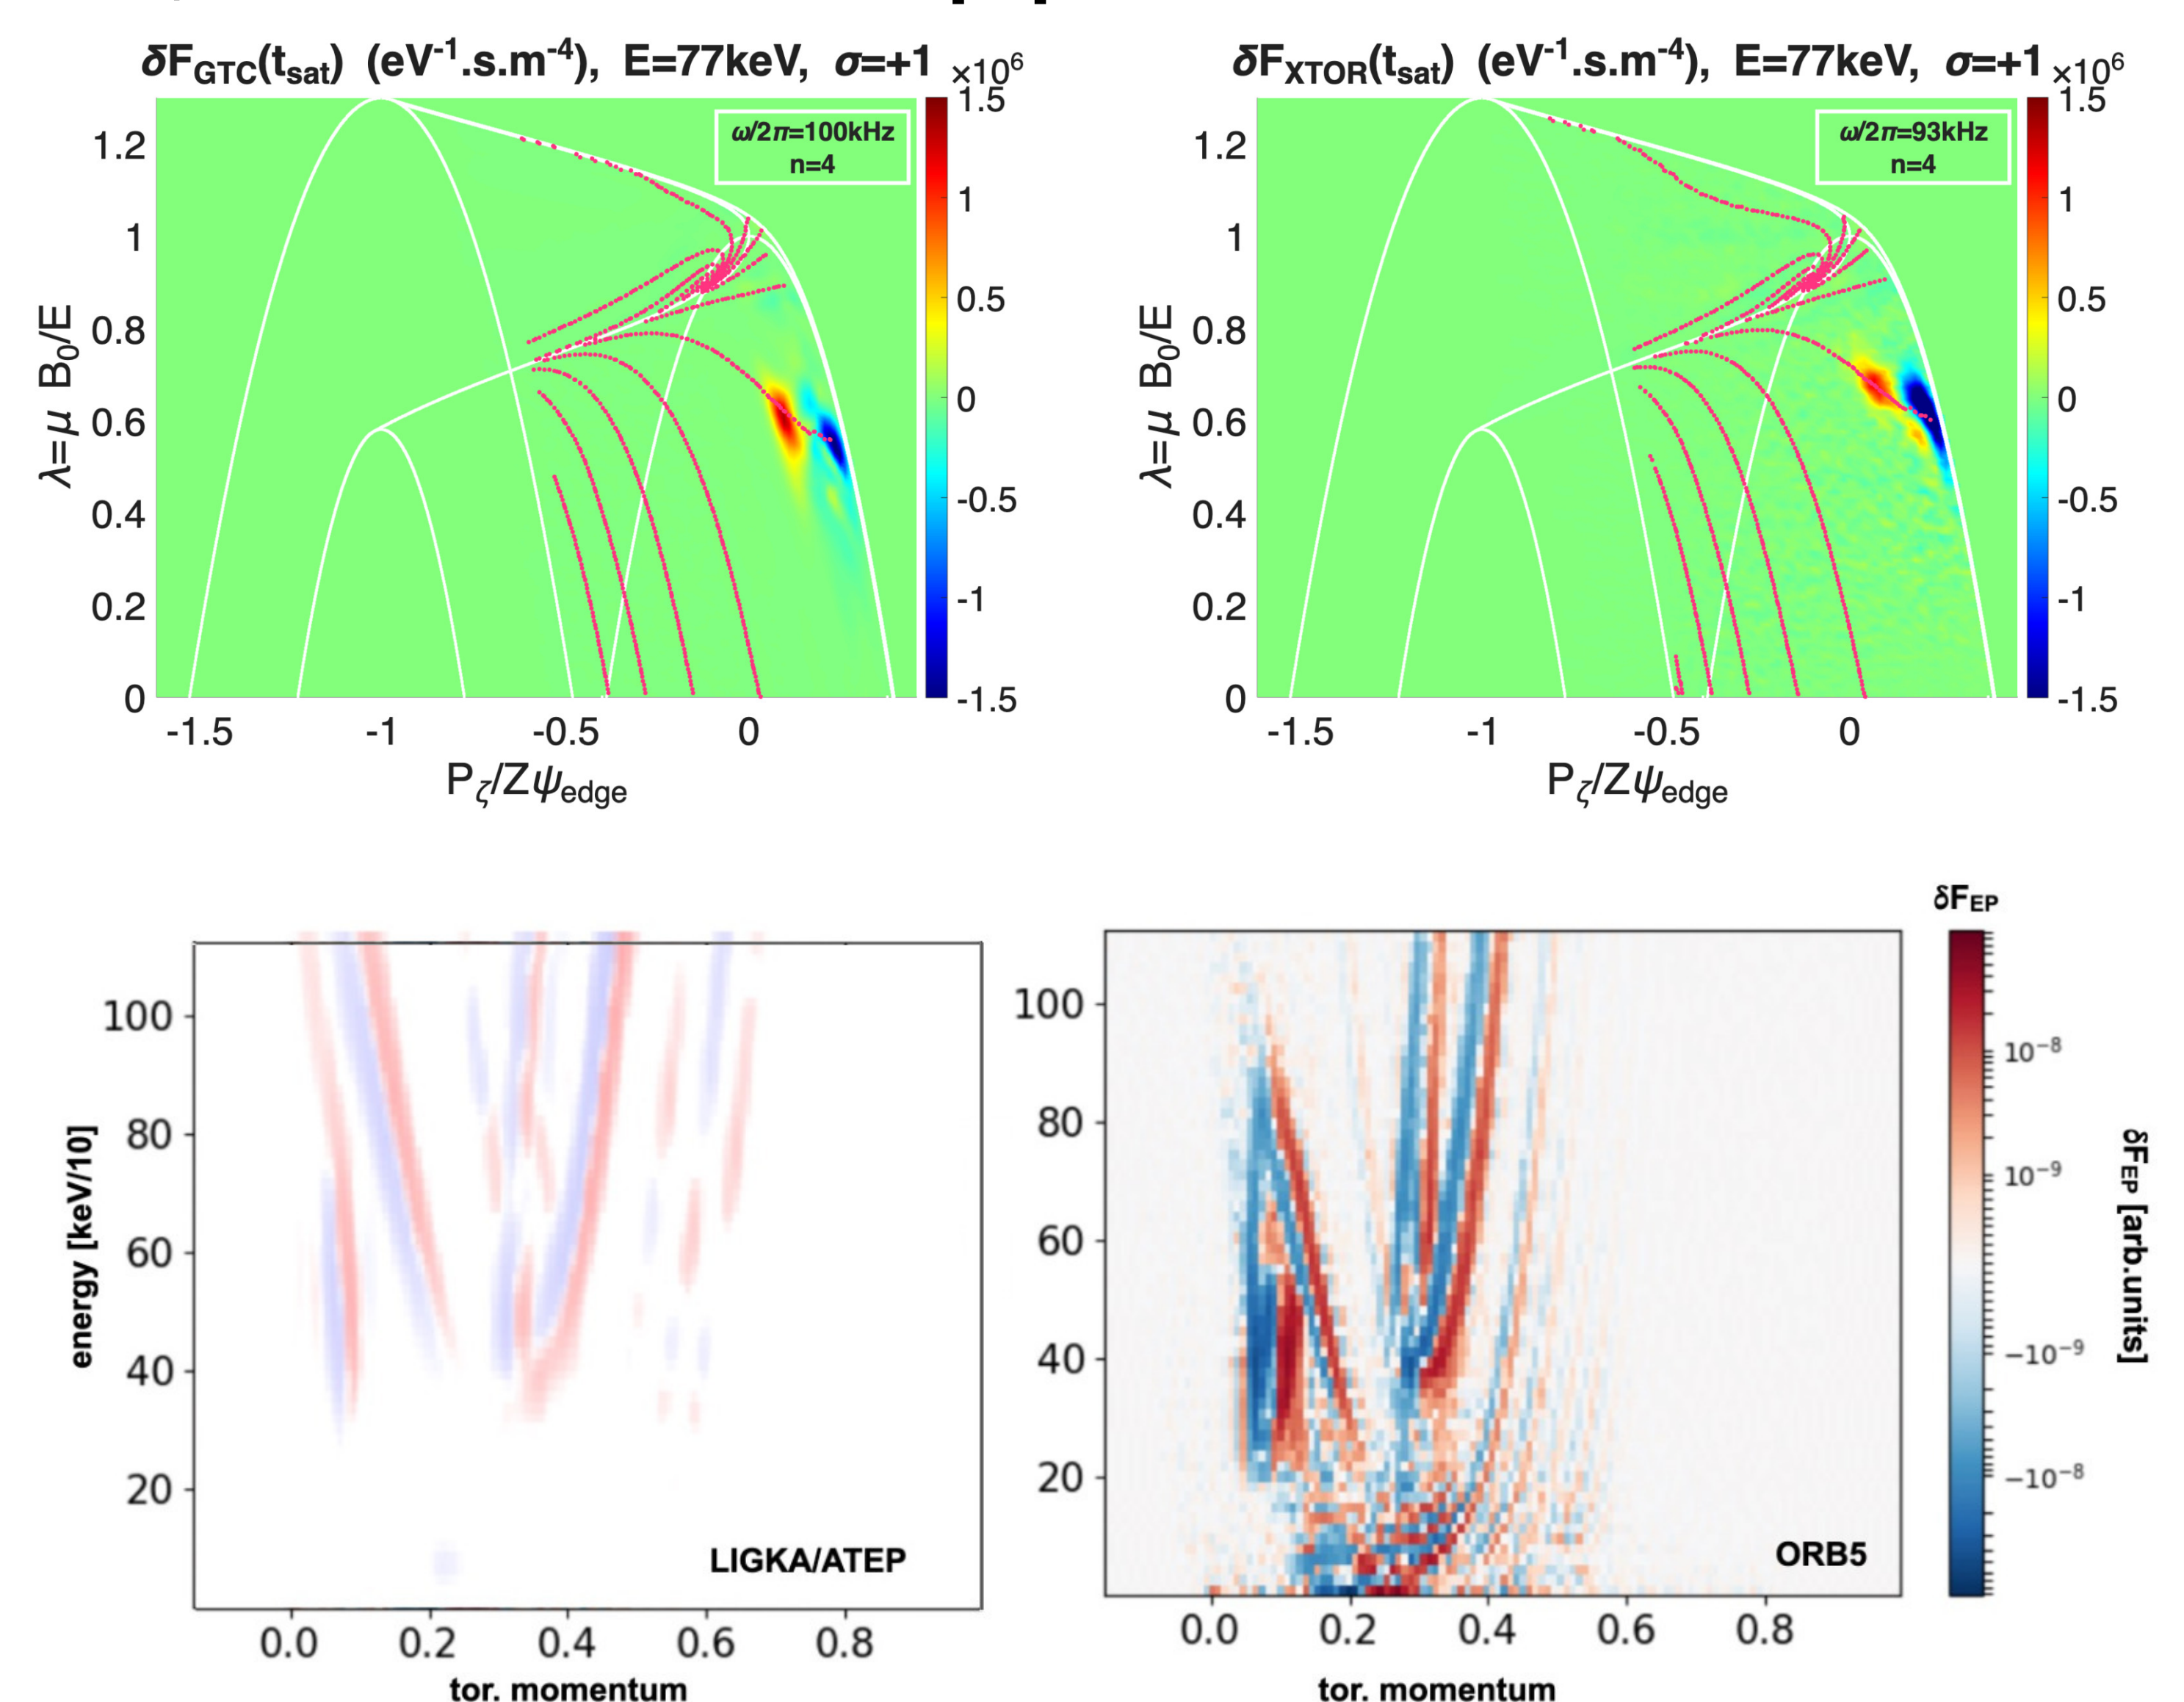 δF_GTC(t_sat) (eV⁻¹.s.m⁻⁴), E=77keV, σ=+1
×10⁶
ω/2π=100kHz
n=4
λ=μ B₀/E
1.2
1
0.8
0.6
0.4
0.2
0
-1.5 -1 -0.5 0
P_ζ/Zψ_edge
1.5
1
0.5
0
-0.5
-1
-1.5
δF_XTOR(t_sat) (eV⁻¹.s.m⁻⁴), E=77keV, σ=+1
×10⁶
ω/2π=93kHz
n=4
λ=μ B₀/E
1.2
1
0.8
0.6
0.4
0.2
0
-1.5 -1 -0.5 0
P_ζ/Zψ_edge
1.5
1
0.5
0
-0.5
-1
-1.5
energy [keV/10]
100
80
60
40
20
LIGKA/ATEP
0.0 0.2 0.4 0.6 0.8
tor. momentum
100
80
60
40
20
ORB5
0.0 0.2 0.4 0.6 0.8
tor. momentum
δF_EP
10⁻⁸
10⁻⁹
−10⁻⁹
−10⁻⁸
δF_EP [arb.units]